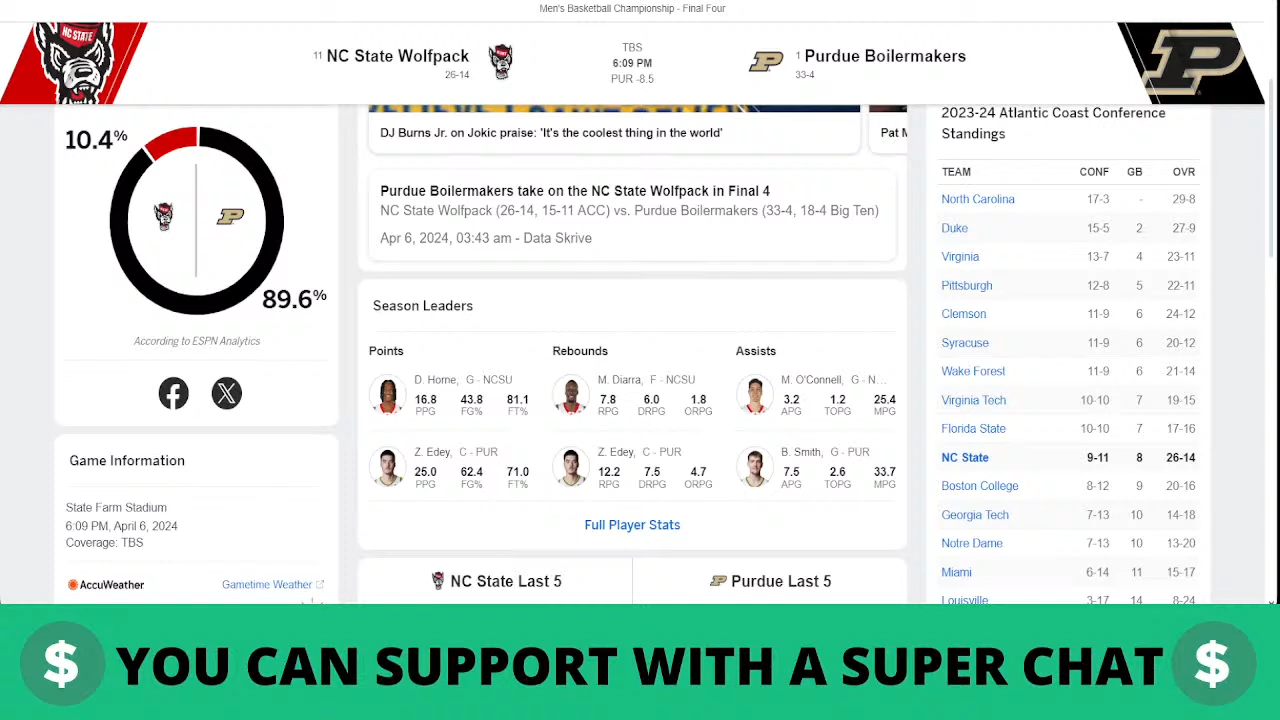 Men's Basketball Championship - Final Four
NC STATE
11 NC State Wolfpack
26-14
TBS
6:09 PM
PUR -8.5
1 Purdue Boilermakers
33-4
10.4%
89.6%
According to ESPN Analytics
Game Information
State Farm Stadium
6:09 PM, April 6, 2024
Coverage: TBS
AccuWeather
Gametime Weather
DJ Burns Jr. on Jokic praise: 'It's the coolest thing in the world'
Pat M
Purdue Boilermakers take on the NC State Wolfpack in Final 4
NC State Wolfpack (26-14, 15-11 ACC) vs. Purdue Boilermakers (33-4, 18-4 Big Ten)
Apr 6, 2024, 03:43 am - Data Skrive
Season Leaders
Points
Rebounds
Assists
D. Horne, G - NCSU
16.8 43.8 81.1
PPG FG% FT%
M. Diarra, F - NCSU
7.8 6.0 1.8
RPG DRPG ORPG
M. O'Connell, G - N...
3.2 1.2 25.4
APG TOPG MPG
Z. Edey, C - PUR
25.0 62.4 71.0
PPG FG% FT%
Z. Edey, C - PUR
12.2 7.5 4.7
RPG DRPG ORPG
B. Smith, G - PUR
7.5 2.6 33.7
APG TOPG MPG
Full Player Stats
NC State Last 5
Purdue Last 5
2023-24 Atlantic Coast Conference
Standings
TEAM CONF GB OVR
North Carolina 17-3 - 29-8
Duke 15-5 2 27-9
Virginia 13-7 4 23-11
Pittsburgh 12-8 5 22-11
Clemson 11-9 6 24-12
Syracuse 11-9 6 20-12
Wake Forest 11-9 6 21-14
Virginia Tech 10-10 7 19-15
Florida State 10-10 7 17-16
NC State 9-11 8 26-14
Boston College 8-12 9 20-16
Georgia Tech 7-13 10 14-18
Notre Dame 7-13 10 13-20
Miami 6-14 11 15-17
Louisville 3-17 14 8-24
$ YOU CAN SUPPORT WITH A SUPER CHAT $